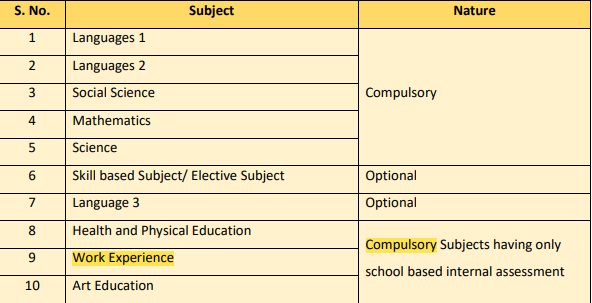 S. No. Subject Nature
1 Languages 1
2 Languages 2
3 Social Science Compulsory
4 Mathematics
5 Science
6 Skill based Subject/ Elective Subject Optional
7 Language 3 Optional
8 Health and Physical Education
Compulsory Subjects having only
9 Work Experience
school based internal assessment
10 Art Education